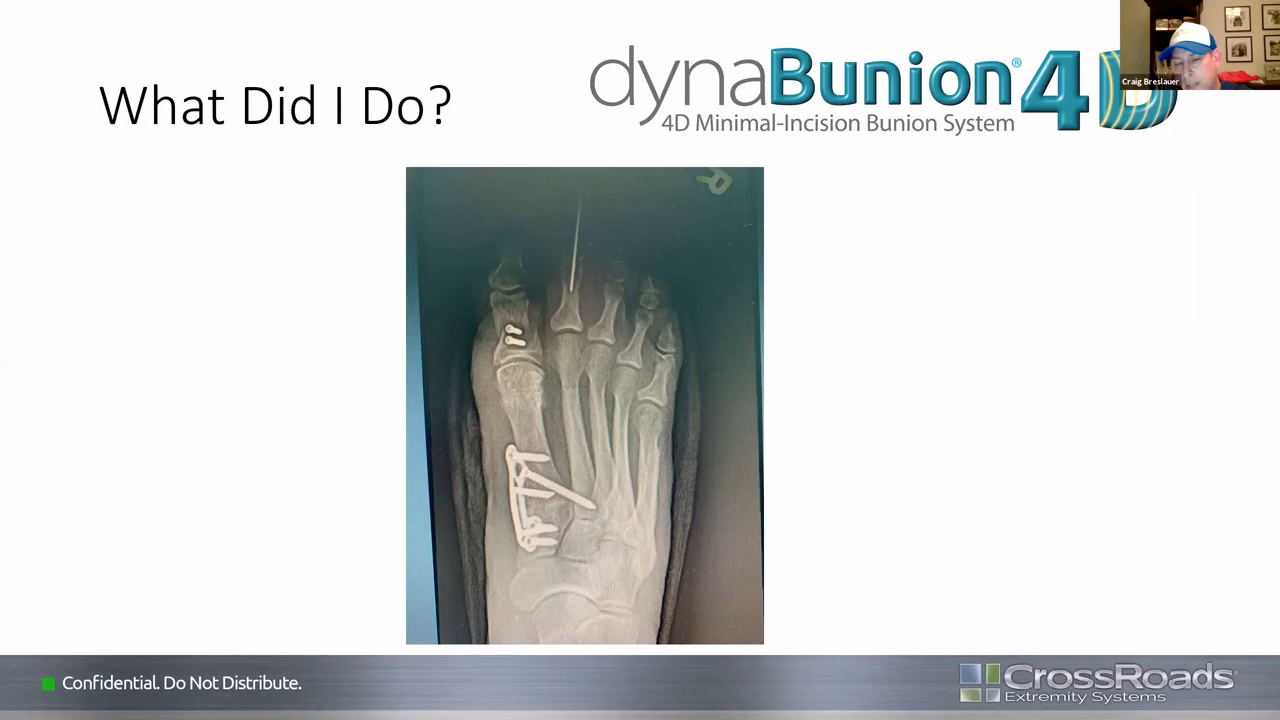 What Did I Do?
dynaBunion® 4D
4D Minimal-Incision Bunion System
Craig Breslauer
R
Confidential. Do Not Distribute.
CrossRoads®
Extremity Systems